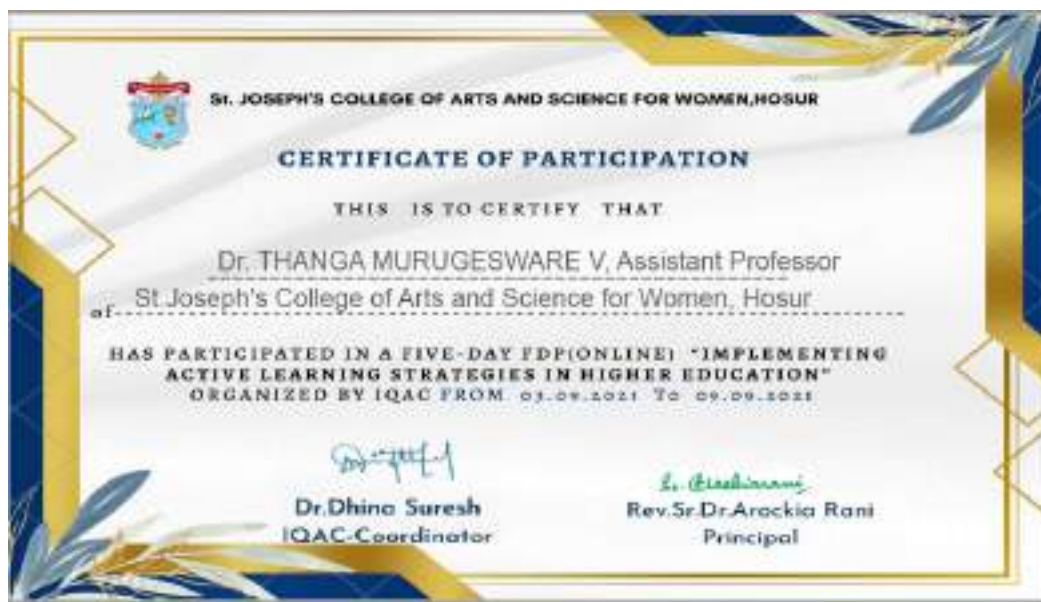 St. JOSEPH'S COLLEGE OF ARTS AND SCIENCE FOR WOMEN,HOSUR
CERTIFICATE OF PARTICIPATION
THIS IS TO CERTIFY THAT
Dr. THANGA MURUGESWARE V, Assistant Professor
of St.Joseph's College of Arts and Science for Women, Hosur
HAS PARTICIPATED IN A FIVE-DAY FDP(ONLINE) "IMPLEMENTING
ACTIVE LEARNING STRATEGIES IN HIGHER EDUCATION"
ORGANIZED BY IQAC FROM 03.09.2021 To 09.09.2021
Dr.Dhina Suresh
IQAC-Coordinator
Rev.Sr.Dr.Arockia Rani
Principal